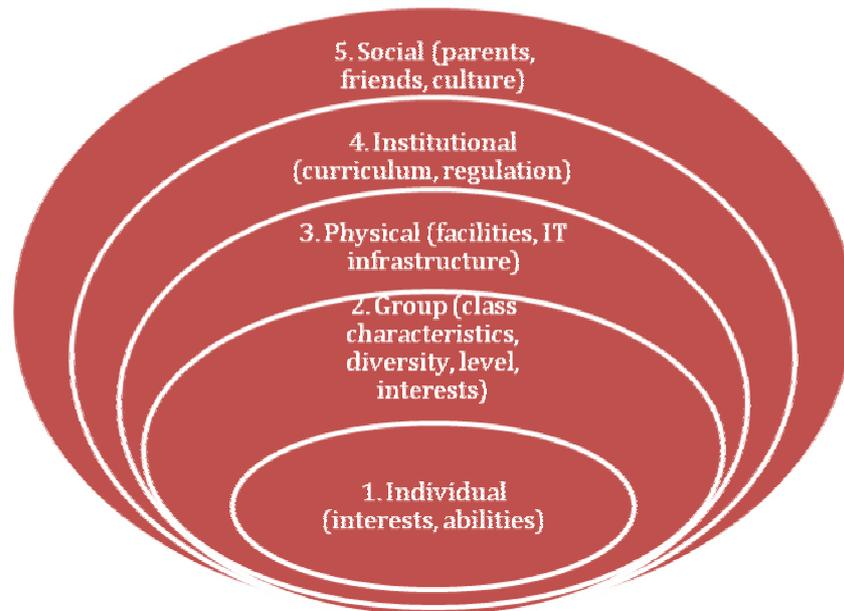 5. Social (parents,
friends, culture)
4. Institutional
(curriculum, regulation)
3. Physical (facilities, IT
infrastructure)
2. Group (class
characteristics,
diversity, level,
interests)
1. Individual
(interests, abilities)